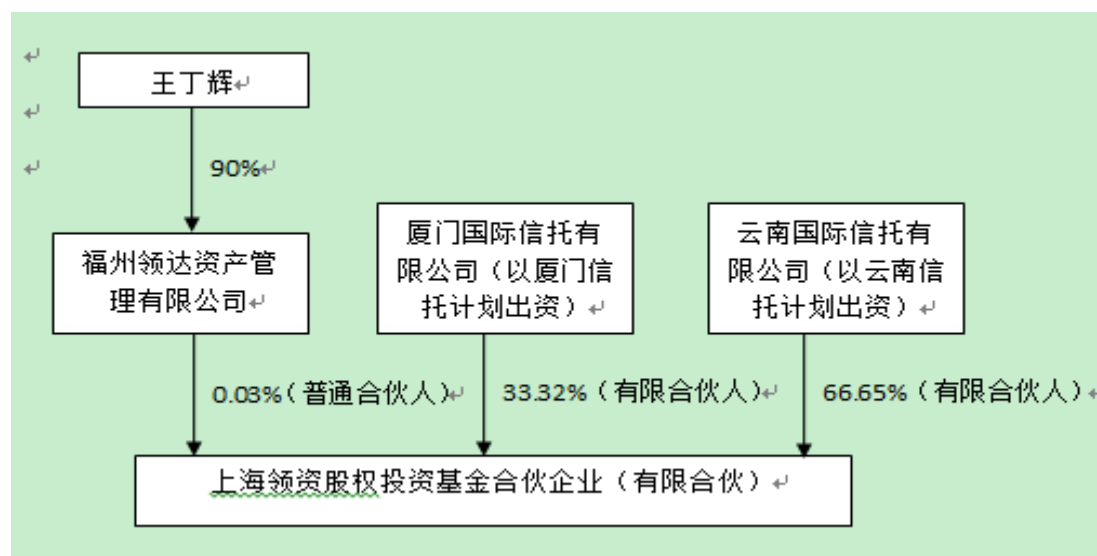 王丁辉
90%
福州领达资产管
理有限公司
厦门国际信托有
限公司（以厦门信
托计划出资）
云南国际信托有
限公司（以云南信
托计划出资）
0.03%（普通合伙人）
33.32%（有限合伙人）
66.65%（有限合伙人）
上海领资股权投资基金合伙企业（有限合伙）